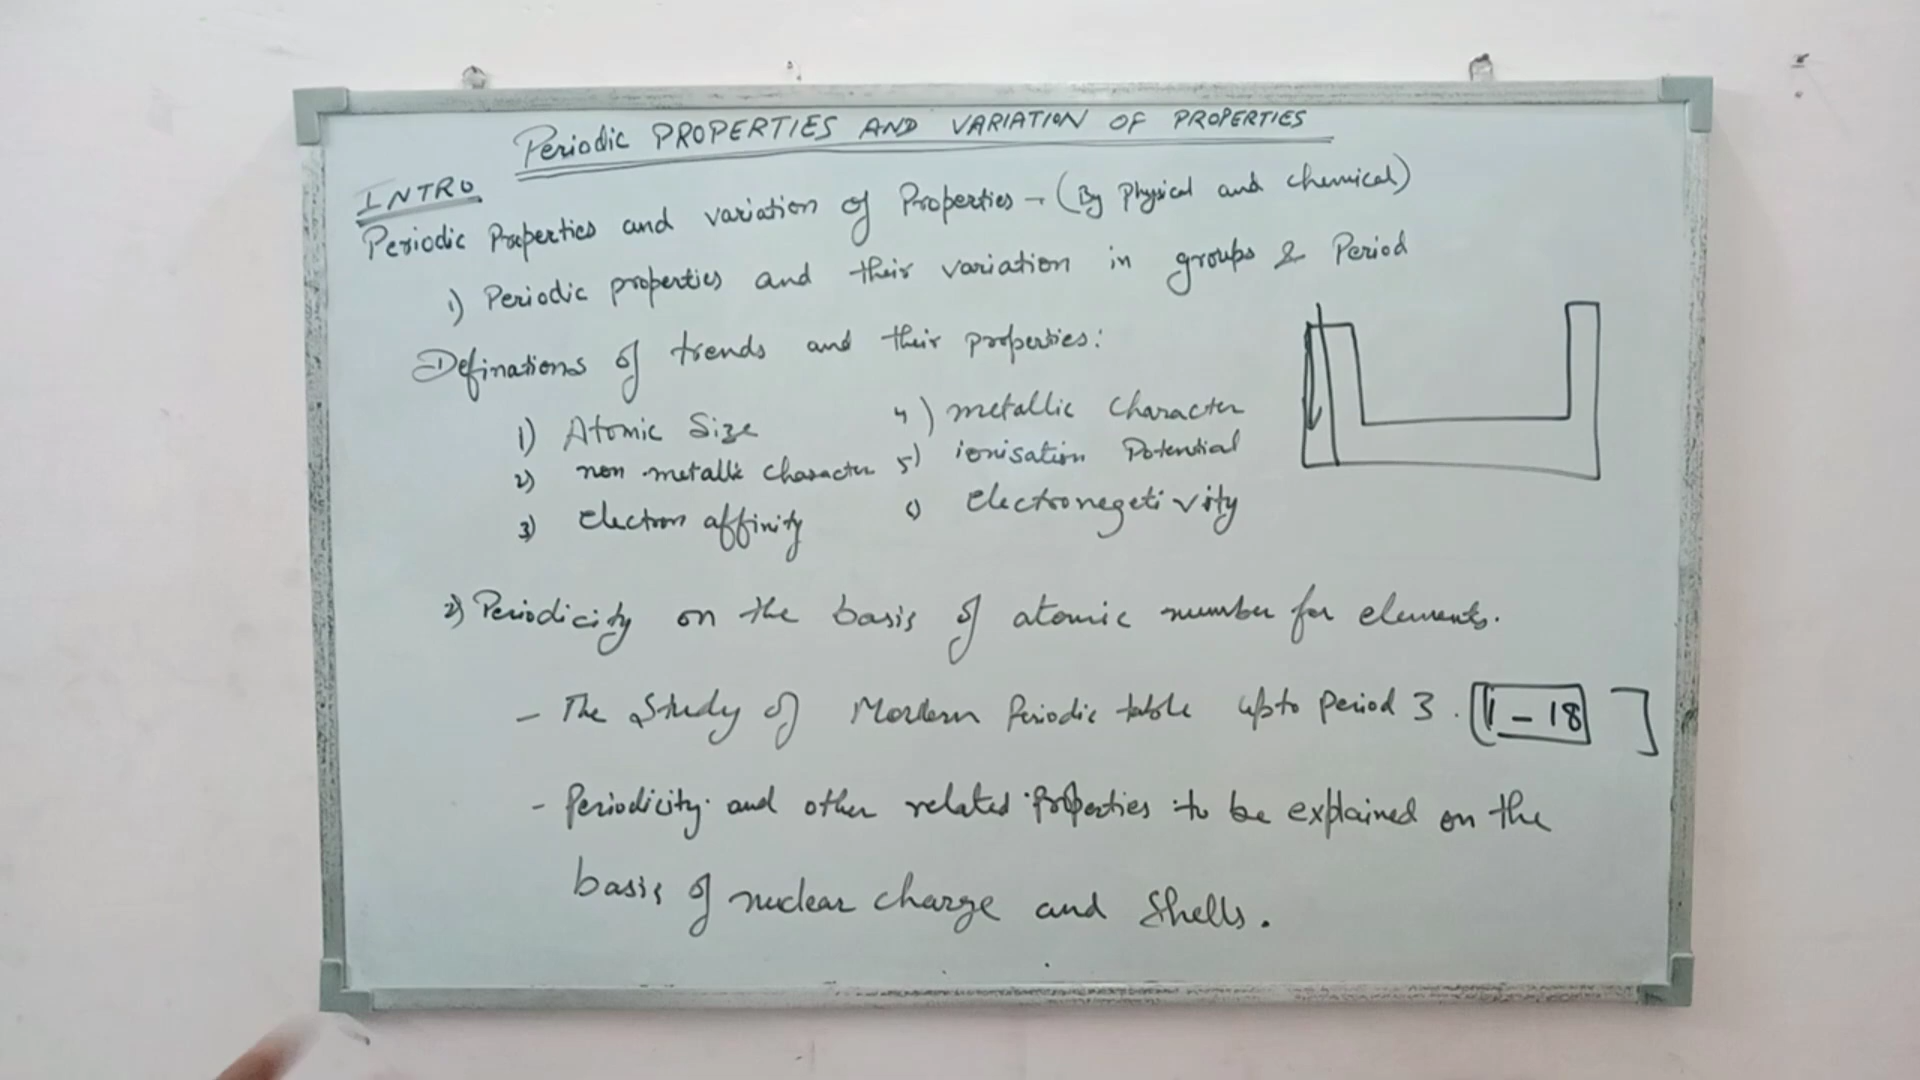 Periodic PROPERTIES AND VARIATION OF PROPERTIES
INTRO
Periodic Properties and variation of Properties - (By Physical and chemical)
1) Periodic properties and their variation in groups & Period
Definations of trends and their properties:
1) Atomic Size
2) non metallic character
3) electron affinity
4) metallic character
5) ionisation Potential
6) electronegetivity
2) Periodicity on the basis of atomic number for elements.
- The Study of Mordern Periodic table upto Period 3. [1 - 18]
- Periodicity and other related properties to be explained on the
basis of nuclear charge and shells.